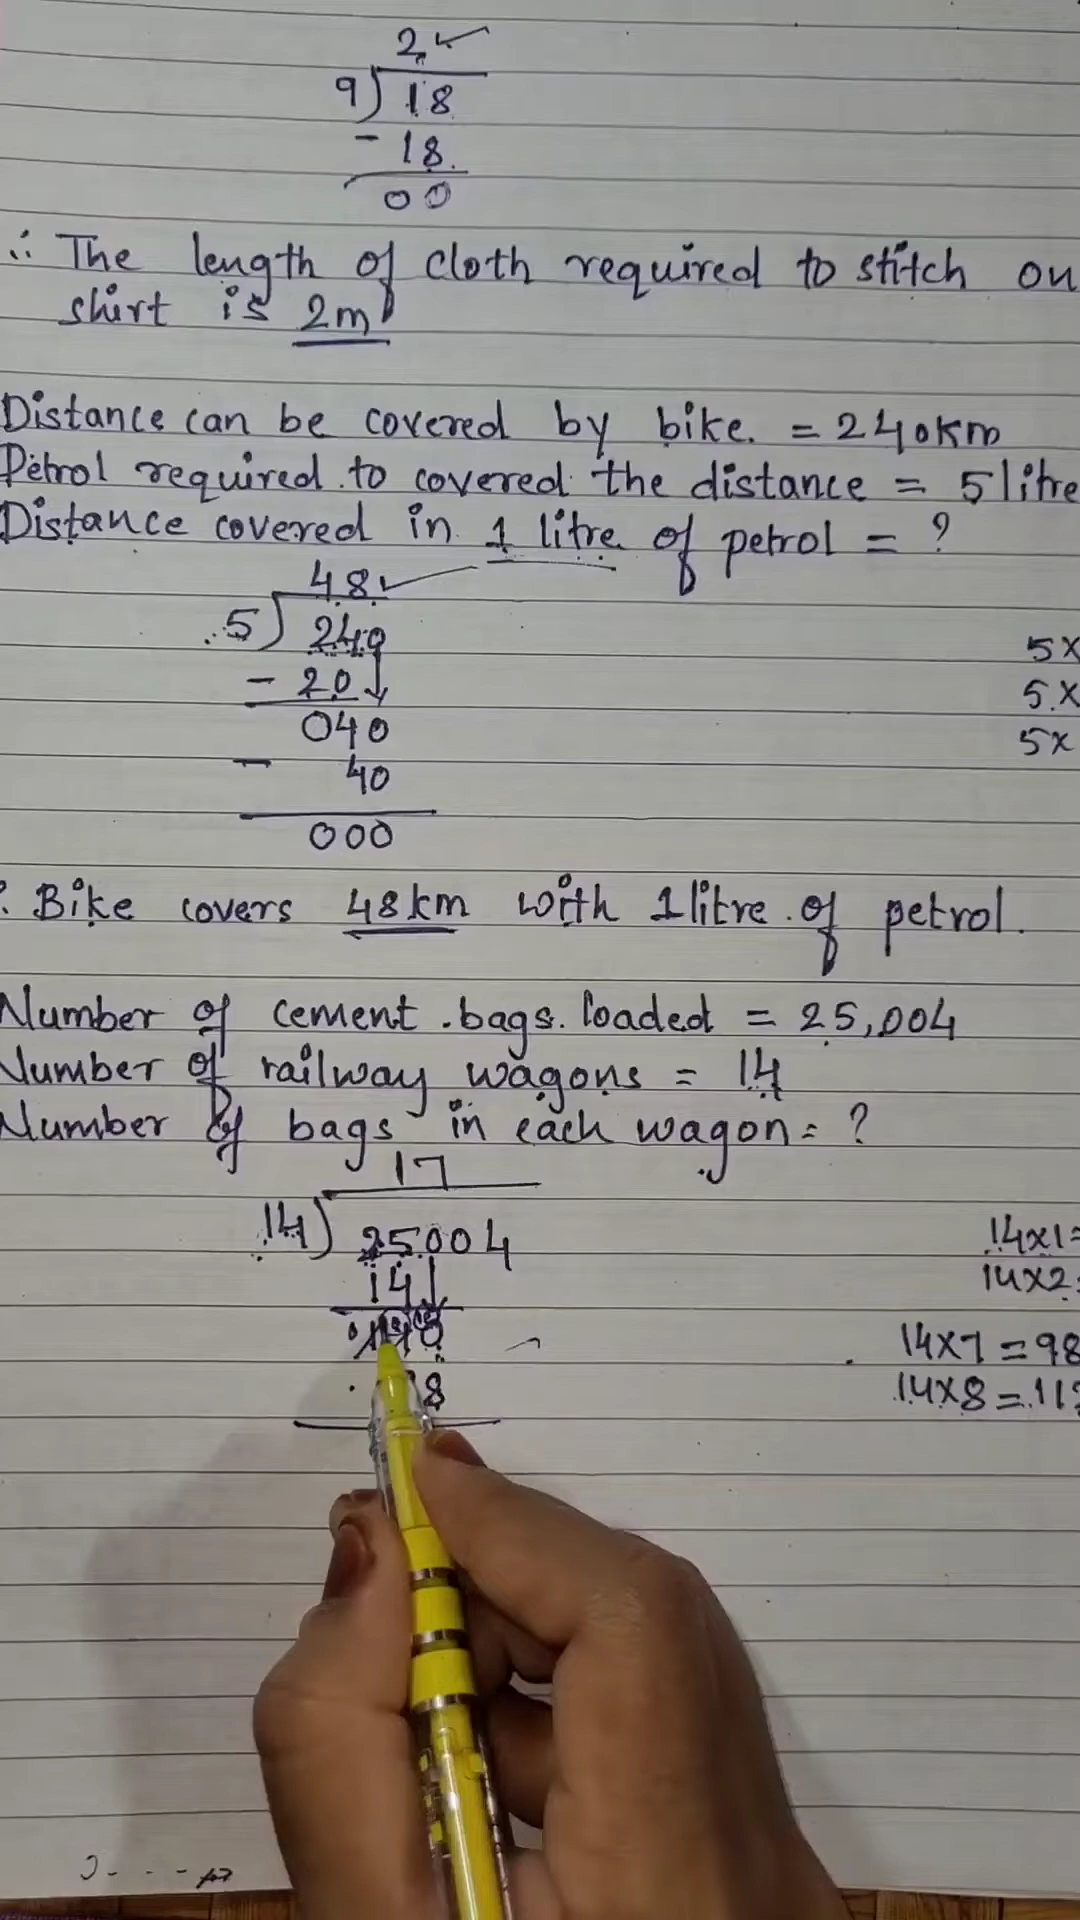 2 ✓
9) 18
- 18
00
∴ The length of cloth required to stitch on
shirt is 2m
Distance can be covered by bike. = 240km
Petrol required to covered the distance = 5 litre
Distance covered in 1 litre of petrol = ?
48 ✓
5) 240
- 20
040
- 40
000
5x
5x
5x
: Bike covers 48km with 1 litre of petrol.
Number of cement bags loaded = 25,004
Number of railway wagons = 14
Number of bags in each wagon = ?
17
14) 25004
14
8
14x1=
14x2
14x7=98
14x8=11